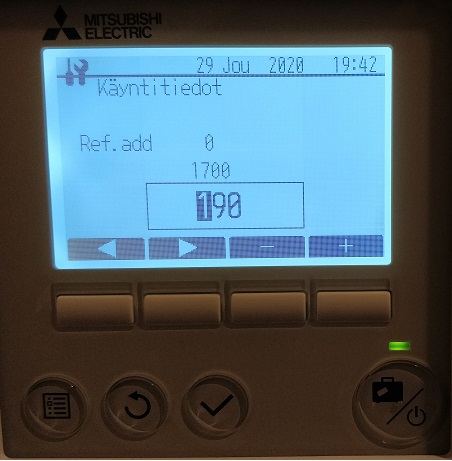 MITSUBISHI
ELECTRIC
29 Jou 2020 19:42
Käyntitiedot
Ref.add 0
1700
190
- +